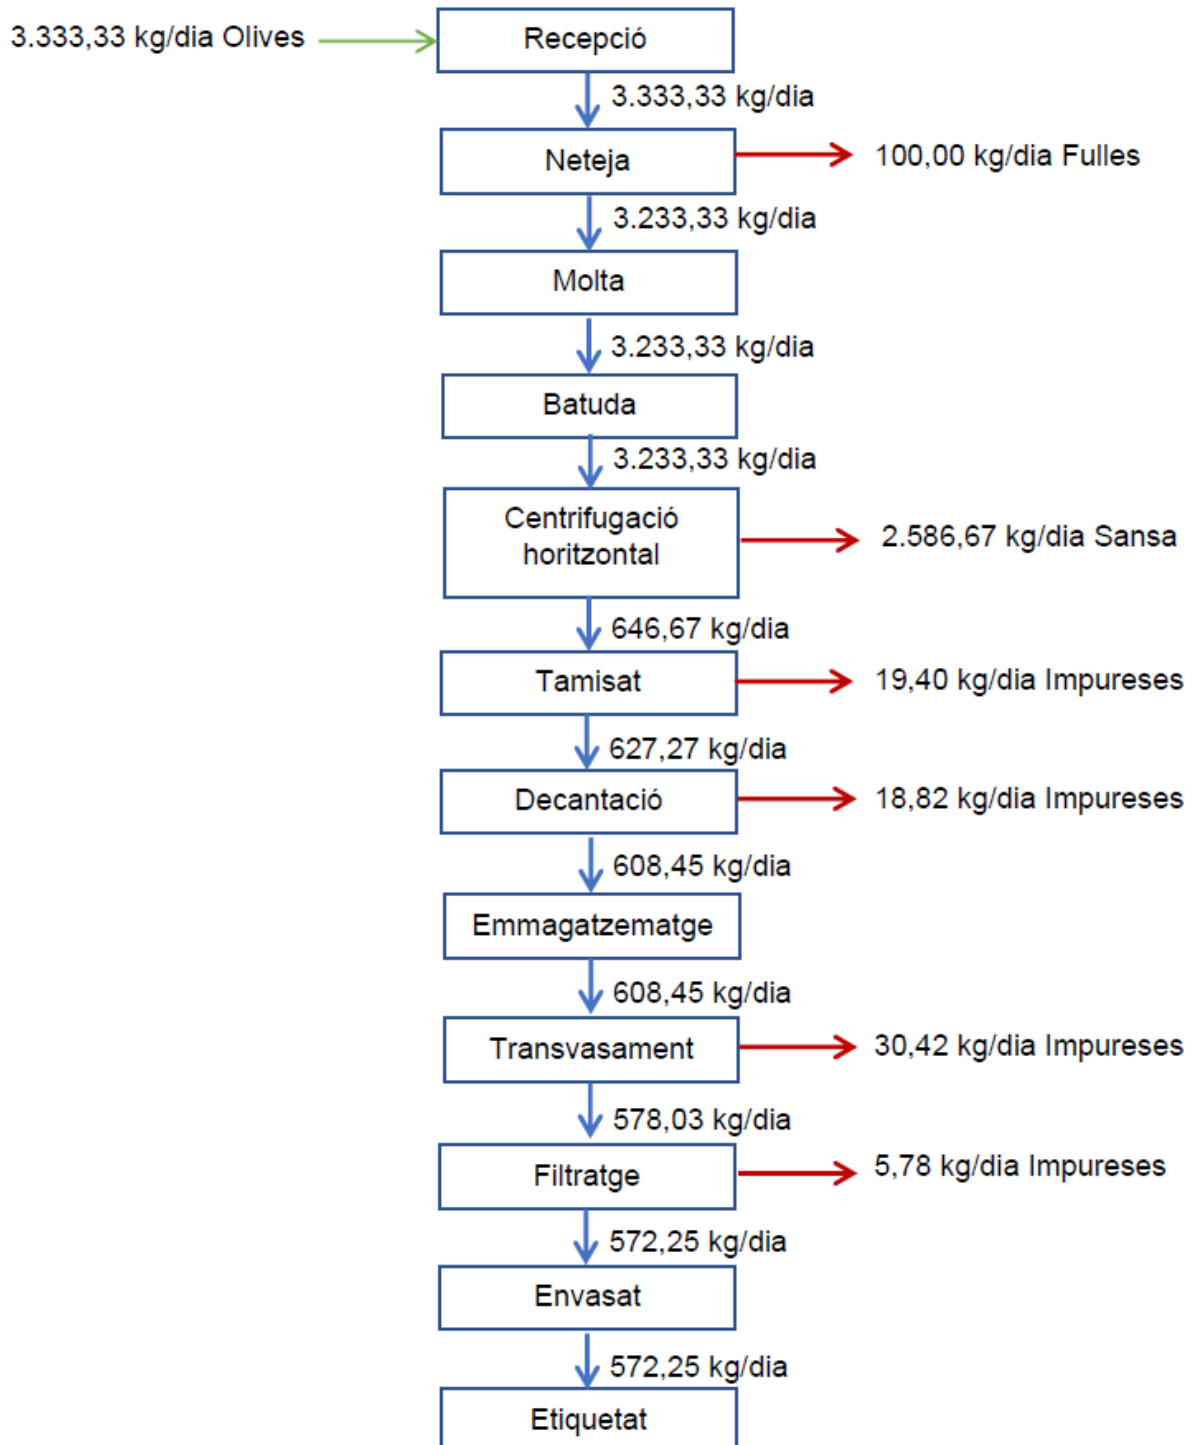 3.333,33 kg/dia Olives
Recepció
3.333,33 kg/dia
Neteja
100,00 kg/dia Fulles
3.233,33 kg/dia
Molta
3.233,33 kg/dia
Batuda
3.233,33 kg/dia
Centrifugació
horitzontal
2.586,67 kg/dia Sansa
646,67 kg/dia
Tamisat
19,40 kg/dia Impureses
627,27 kg/dia
Decantació
18,82 kg/dia Impureses
608,45 kg/dia
Emmagatzematge
608,45 kg/dia
Transvasament
30,42 kg/dia Impureses
578,03 kg/dia
Filtratge
5,78 kg/dia Impureses
572,25 kg/dia
Envasat
572,25 kg/dia
Etiquetat